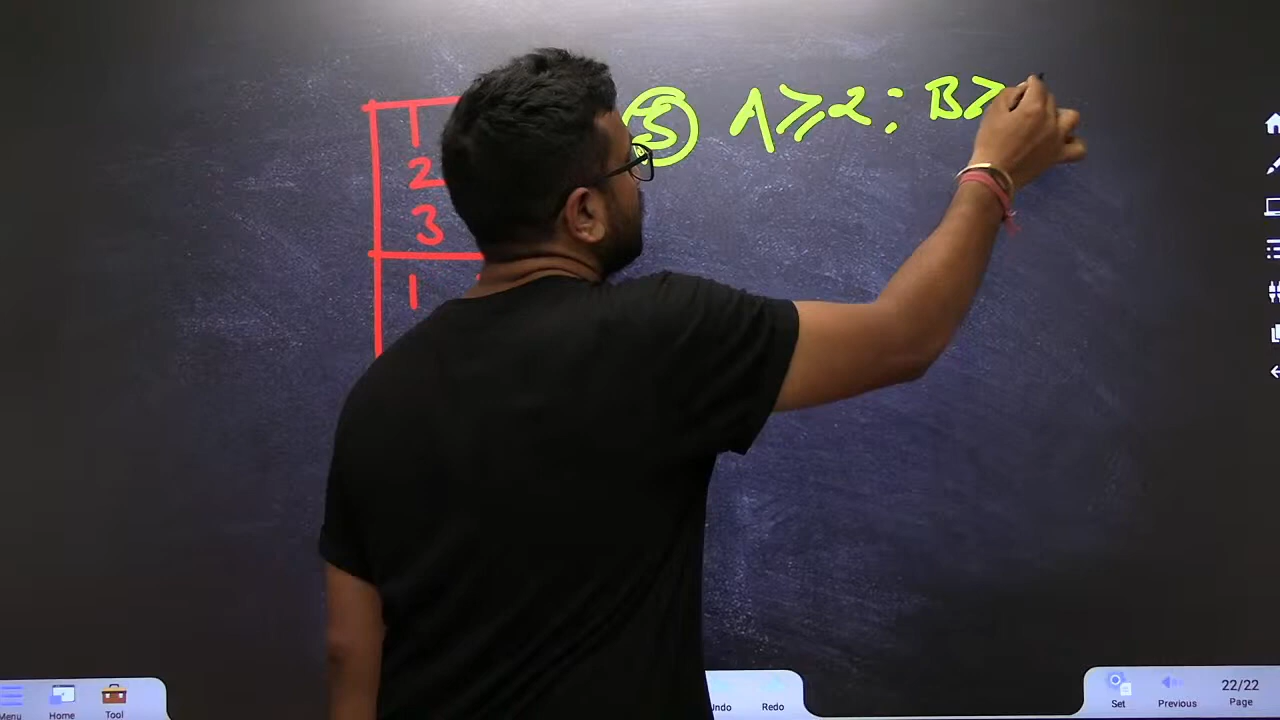 ⑤ A≥2 : B≥
1
2
3
1
Menu
Home
Tool
Undo
Redo
Set
Previous
22/22
Page